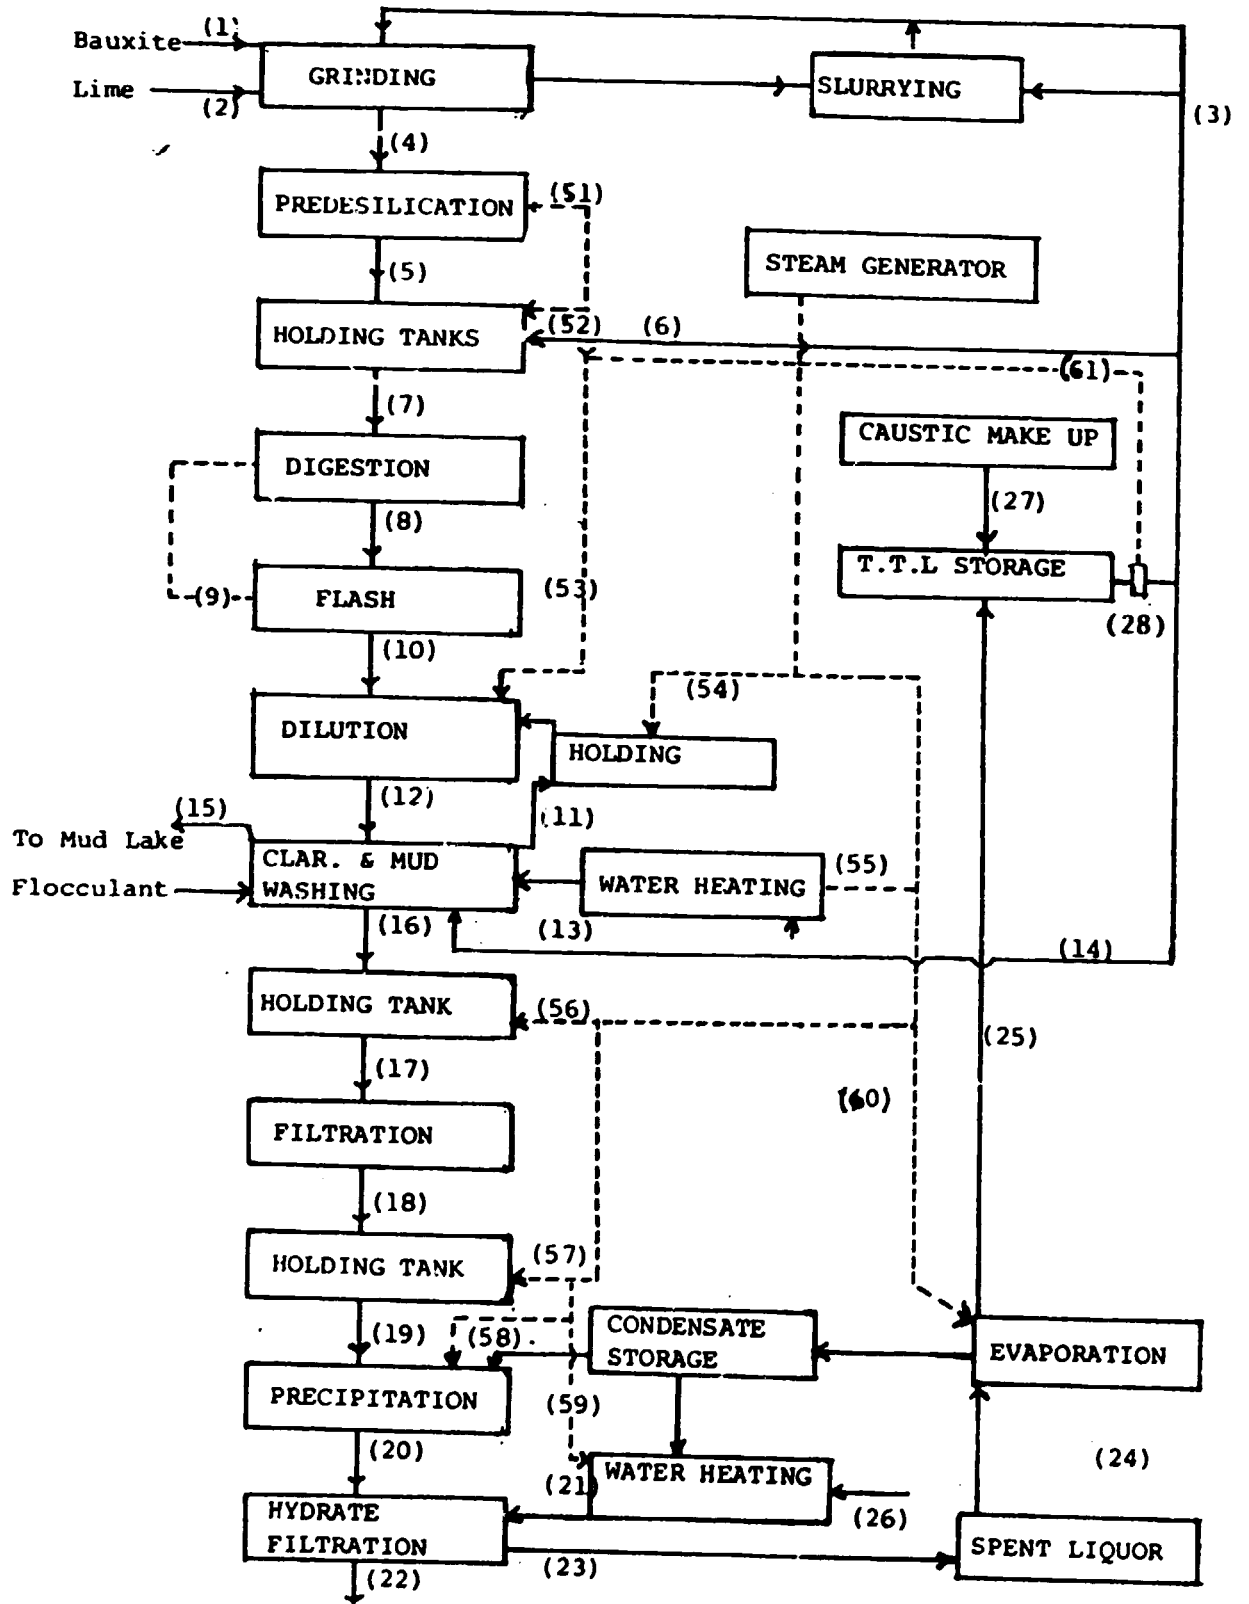 (1)
Bauxite
GRINDING
SLURRYING
Lime
(2)
(3)
(4)
PREDESILICATION
(51)
STEAM GENERATOR
(5)
HOLDING TANKS
(52)
(6)
(61)
(7)
CAUSTIC MAKE UP
DIGESTION
(27)
(8)
T.T.L STORAGE
(9)
FLASH
(53)
(28)
(10)
(54)
DILUTION
HOLDING
(12)
(15)
(11)
To Mud Lake
CLAR. & MUD
WASHING
Flocculant
WATER HEATING
(55)
(16)
(13)
(14)
HOLDING TANK
(56)
(25)
(17)
(60)
FILTRATION
(18)
HOLDING TANK
(57)
(19)
(58)
CONDENSATE
STORAGE
EVAPORATION
PRECIPITATION
(59)
(20)
(24)
(21)
WATER HEATING
(26)
HYDRATE
FILTRATION
SPENT LIQUOR
(23)
(22)